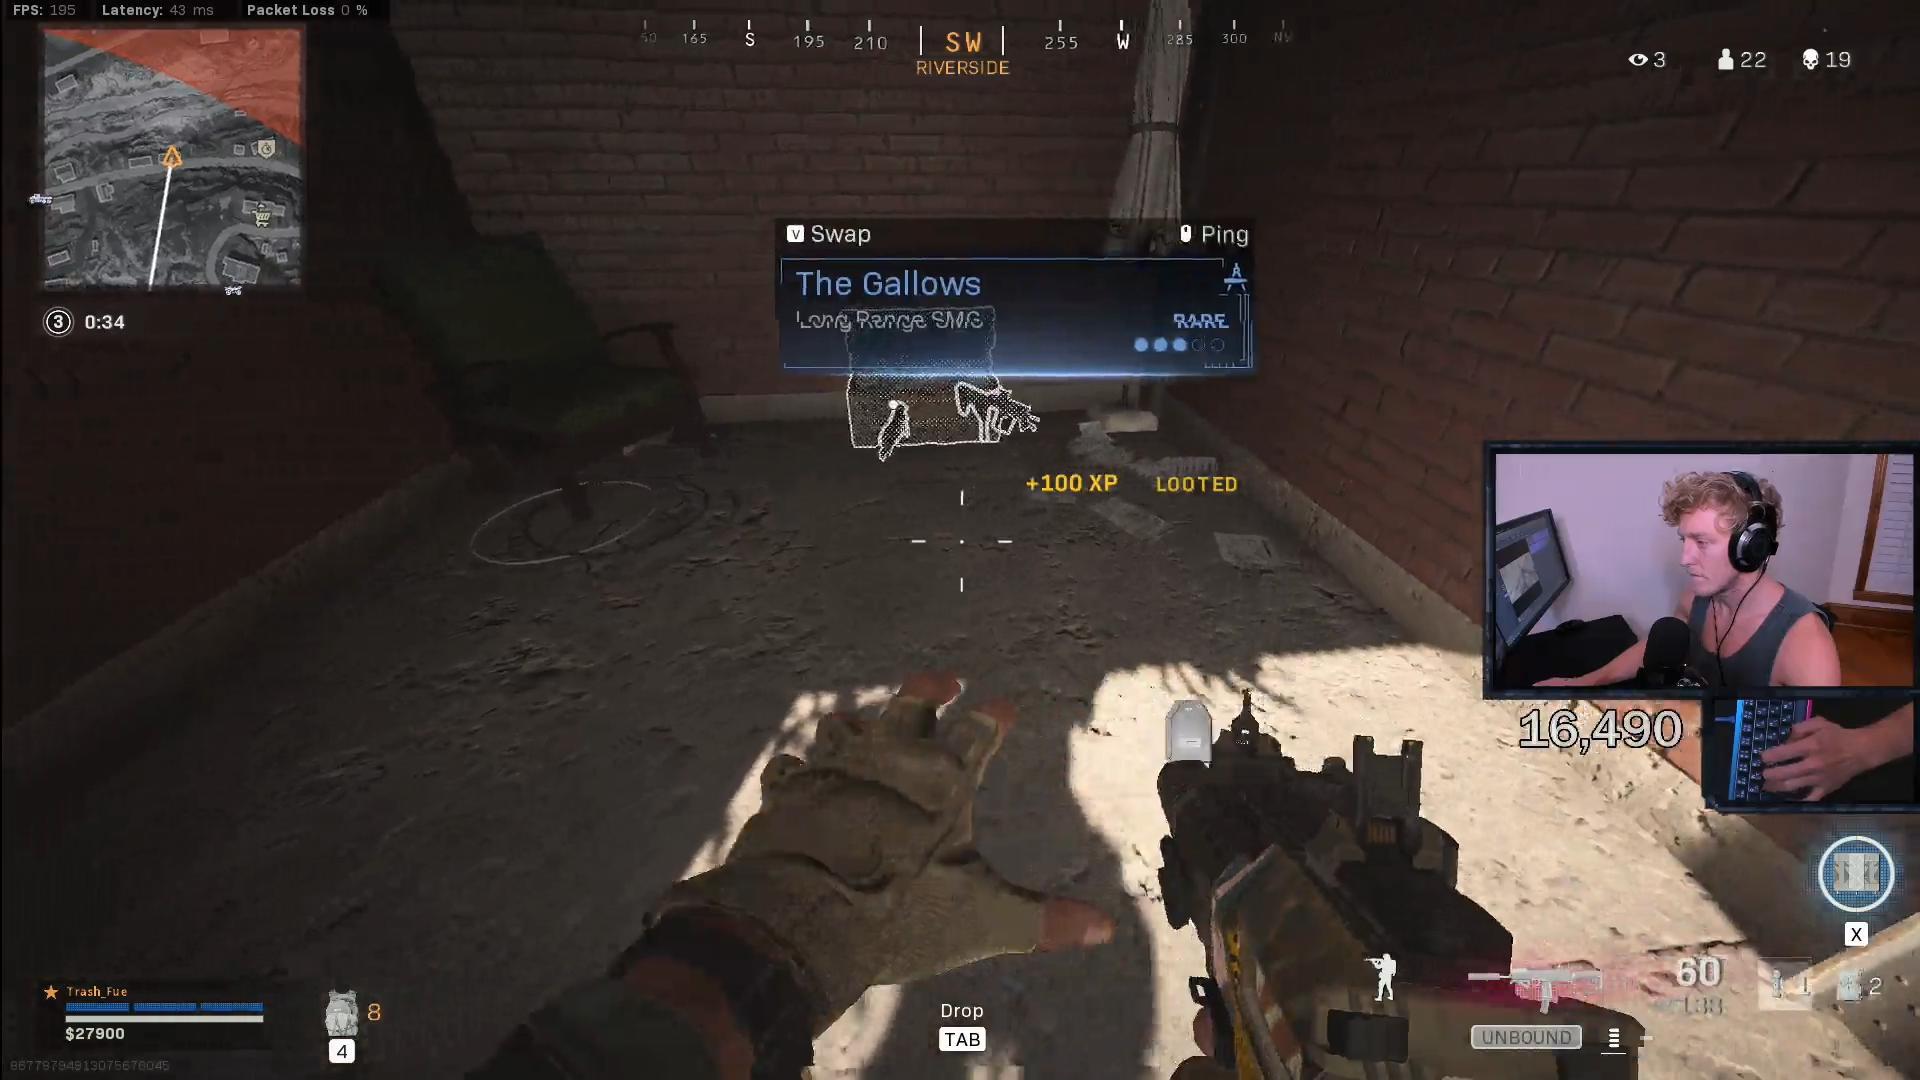 FPS: 195 Latency: 43 ms Packet Loss 0 %
165 S 195 210 SW 255 W 285 300 NW
RIVERSIDE
3 22 19
V Swap Ping
The Gallows
Long Range SMG RARE
3 0:34
+100 XP LOOTED
16,490
X
Trash_Fue
$27900
8
4
Drop
TAB
60
1 2
UNBOUND